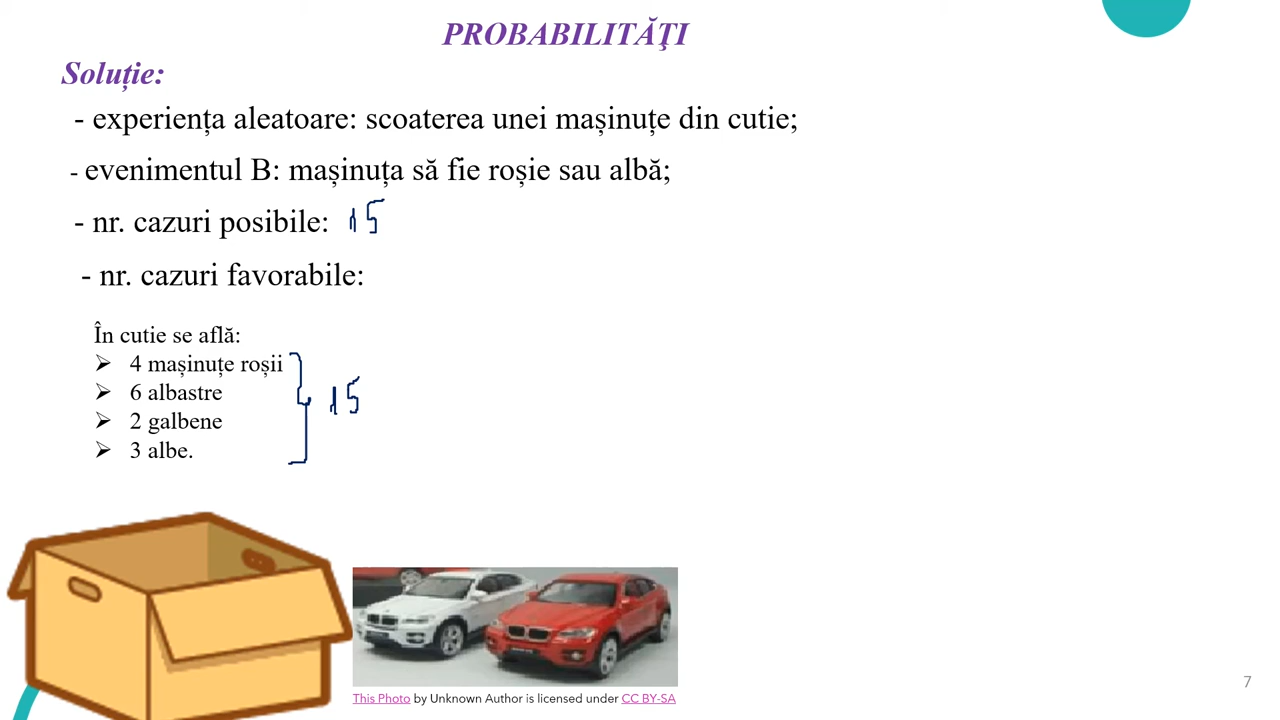 PROBABILITĂŢI
Soluție:
- experiența aleatoare: scoaterea unei mașinuțe din cutie;
- evenimentul B: mașinuța să fie roșie sau albă;
- nr. cazuri posibile: 15
- nr. cazuri favorabile:
În cutie se află:
➢ 4 mașinuțe roșii
➢ 6 albastre
15
➢ 2 galbene
➢ 3 albe.
This Photo by Unknown Author is licensed under CC BY-SA
7